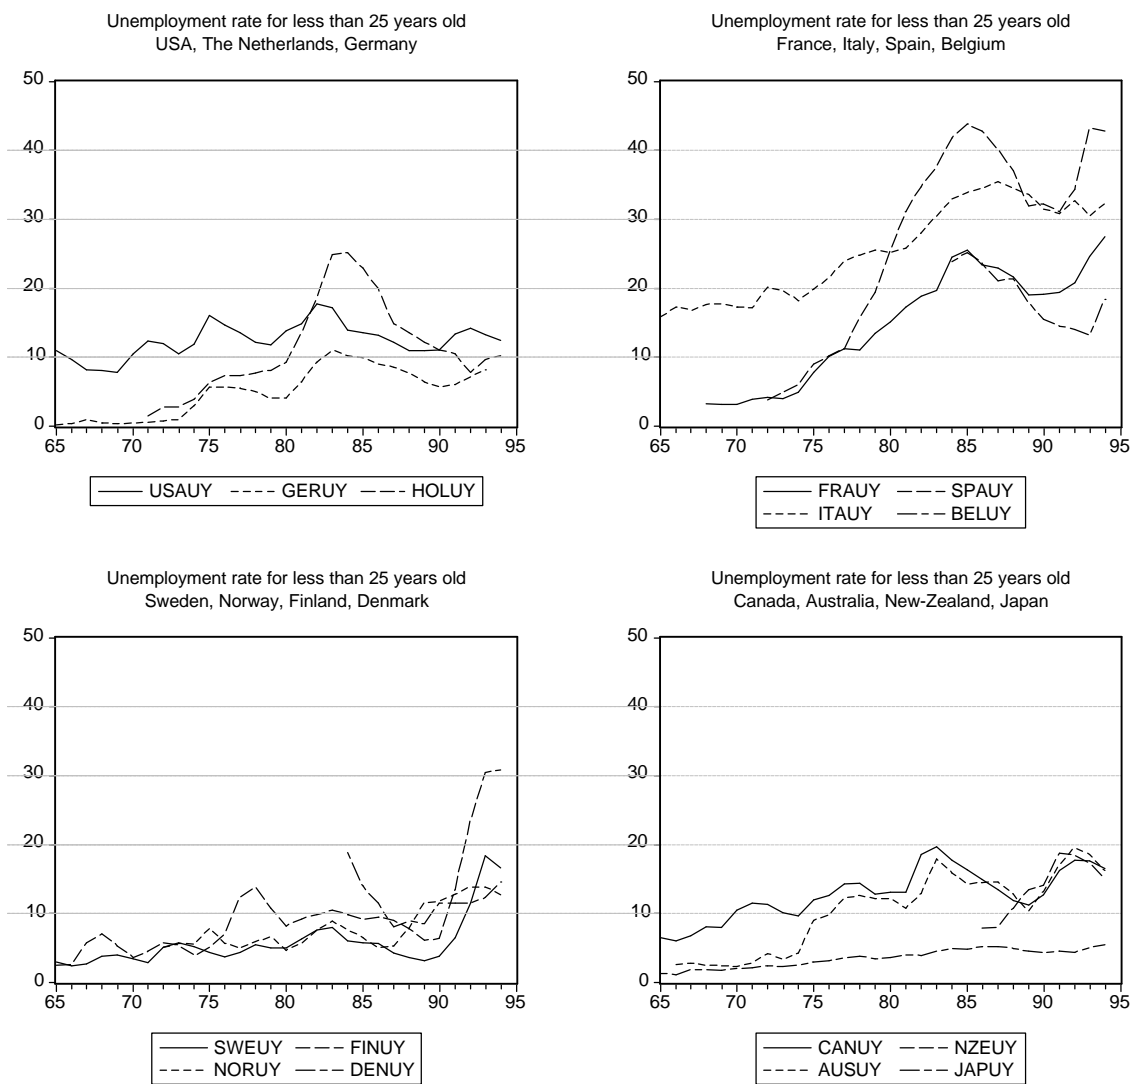 Unemployment rate for less than 25 years old
USA, The Netherlands, Germany
50
40
30
20
10
0
65 70 75 80 85 90 95
USAUY GERUY HOLUY
Unemployment rate for less than 25 years old
France, Italy, Spain, Belgium
50
40
30
20
10
0
65 70 75 80 85 90 95
FRAUY SPAUY
ITAUY BELUY
Unemployment rate for less than 25 years old
Sweden, Norway, Finland, Denmark
50
40
30
20
10
0
65 70 75 80 85 90 95
SWEUY FINUY
NORUY DENUY
Unemployment rate for less than 25 years old
Canada, Australia, New-Zealand, Japan
50
40
30
20
10
0
65 70 75 80 85 90 95
CANUY NZEUY
AUSUY JAPUY